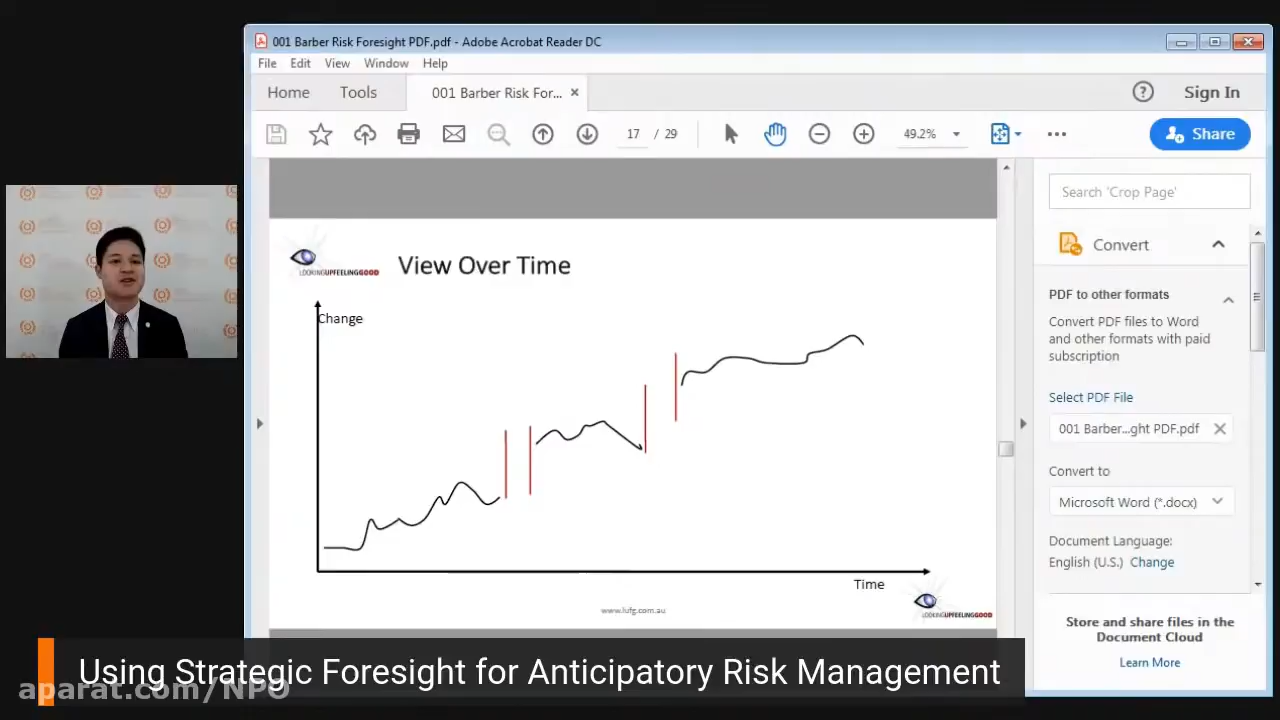 001 Barber Risk Foresight PDF.pdf - Adobe Acrobat Reader DC
File Edit View Window Help
Home Tools 001 Barber Risk For... × Sign In
17 / 29 49.2% Share
Search 'Crop Page'
Convert
PDF to other formats
Convert PDF files to Word
and other formats with paid
subscription
Select PDF File
001 Barber...ght PDF.pdf
Convert to
Microsoft Word (*.docx)
Document Language:
English (U.S.) Change
Store and share files in the
Document Cloud
Learn More
LOOKINGUPFEELINGGOOD
View Over Time
Change
Time
www.lufg.com.au
LOOKINGUPFEELINGGOOD
Using Strategic Foresight for Anticipatory Risk Management
aparat.com/NPO